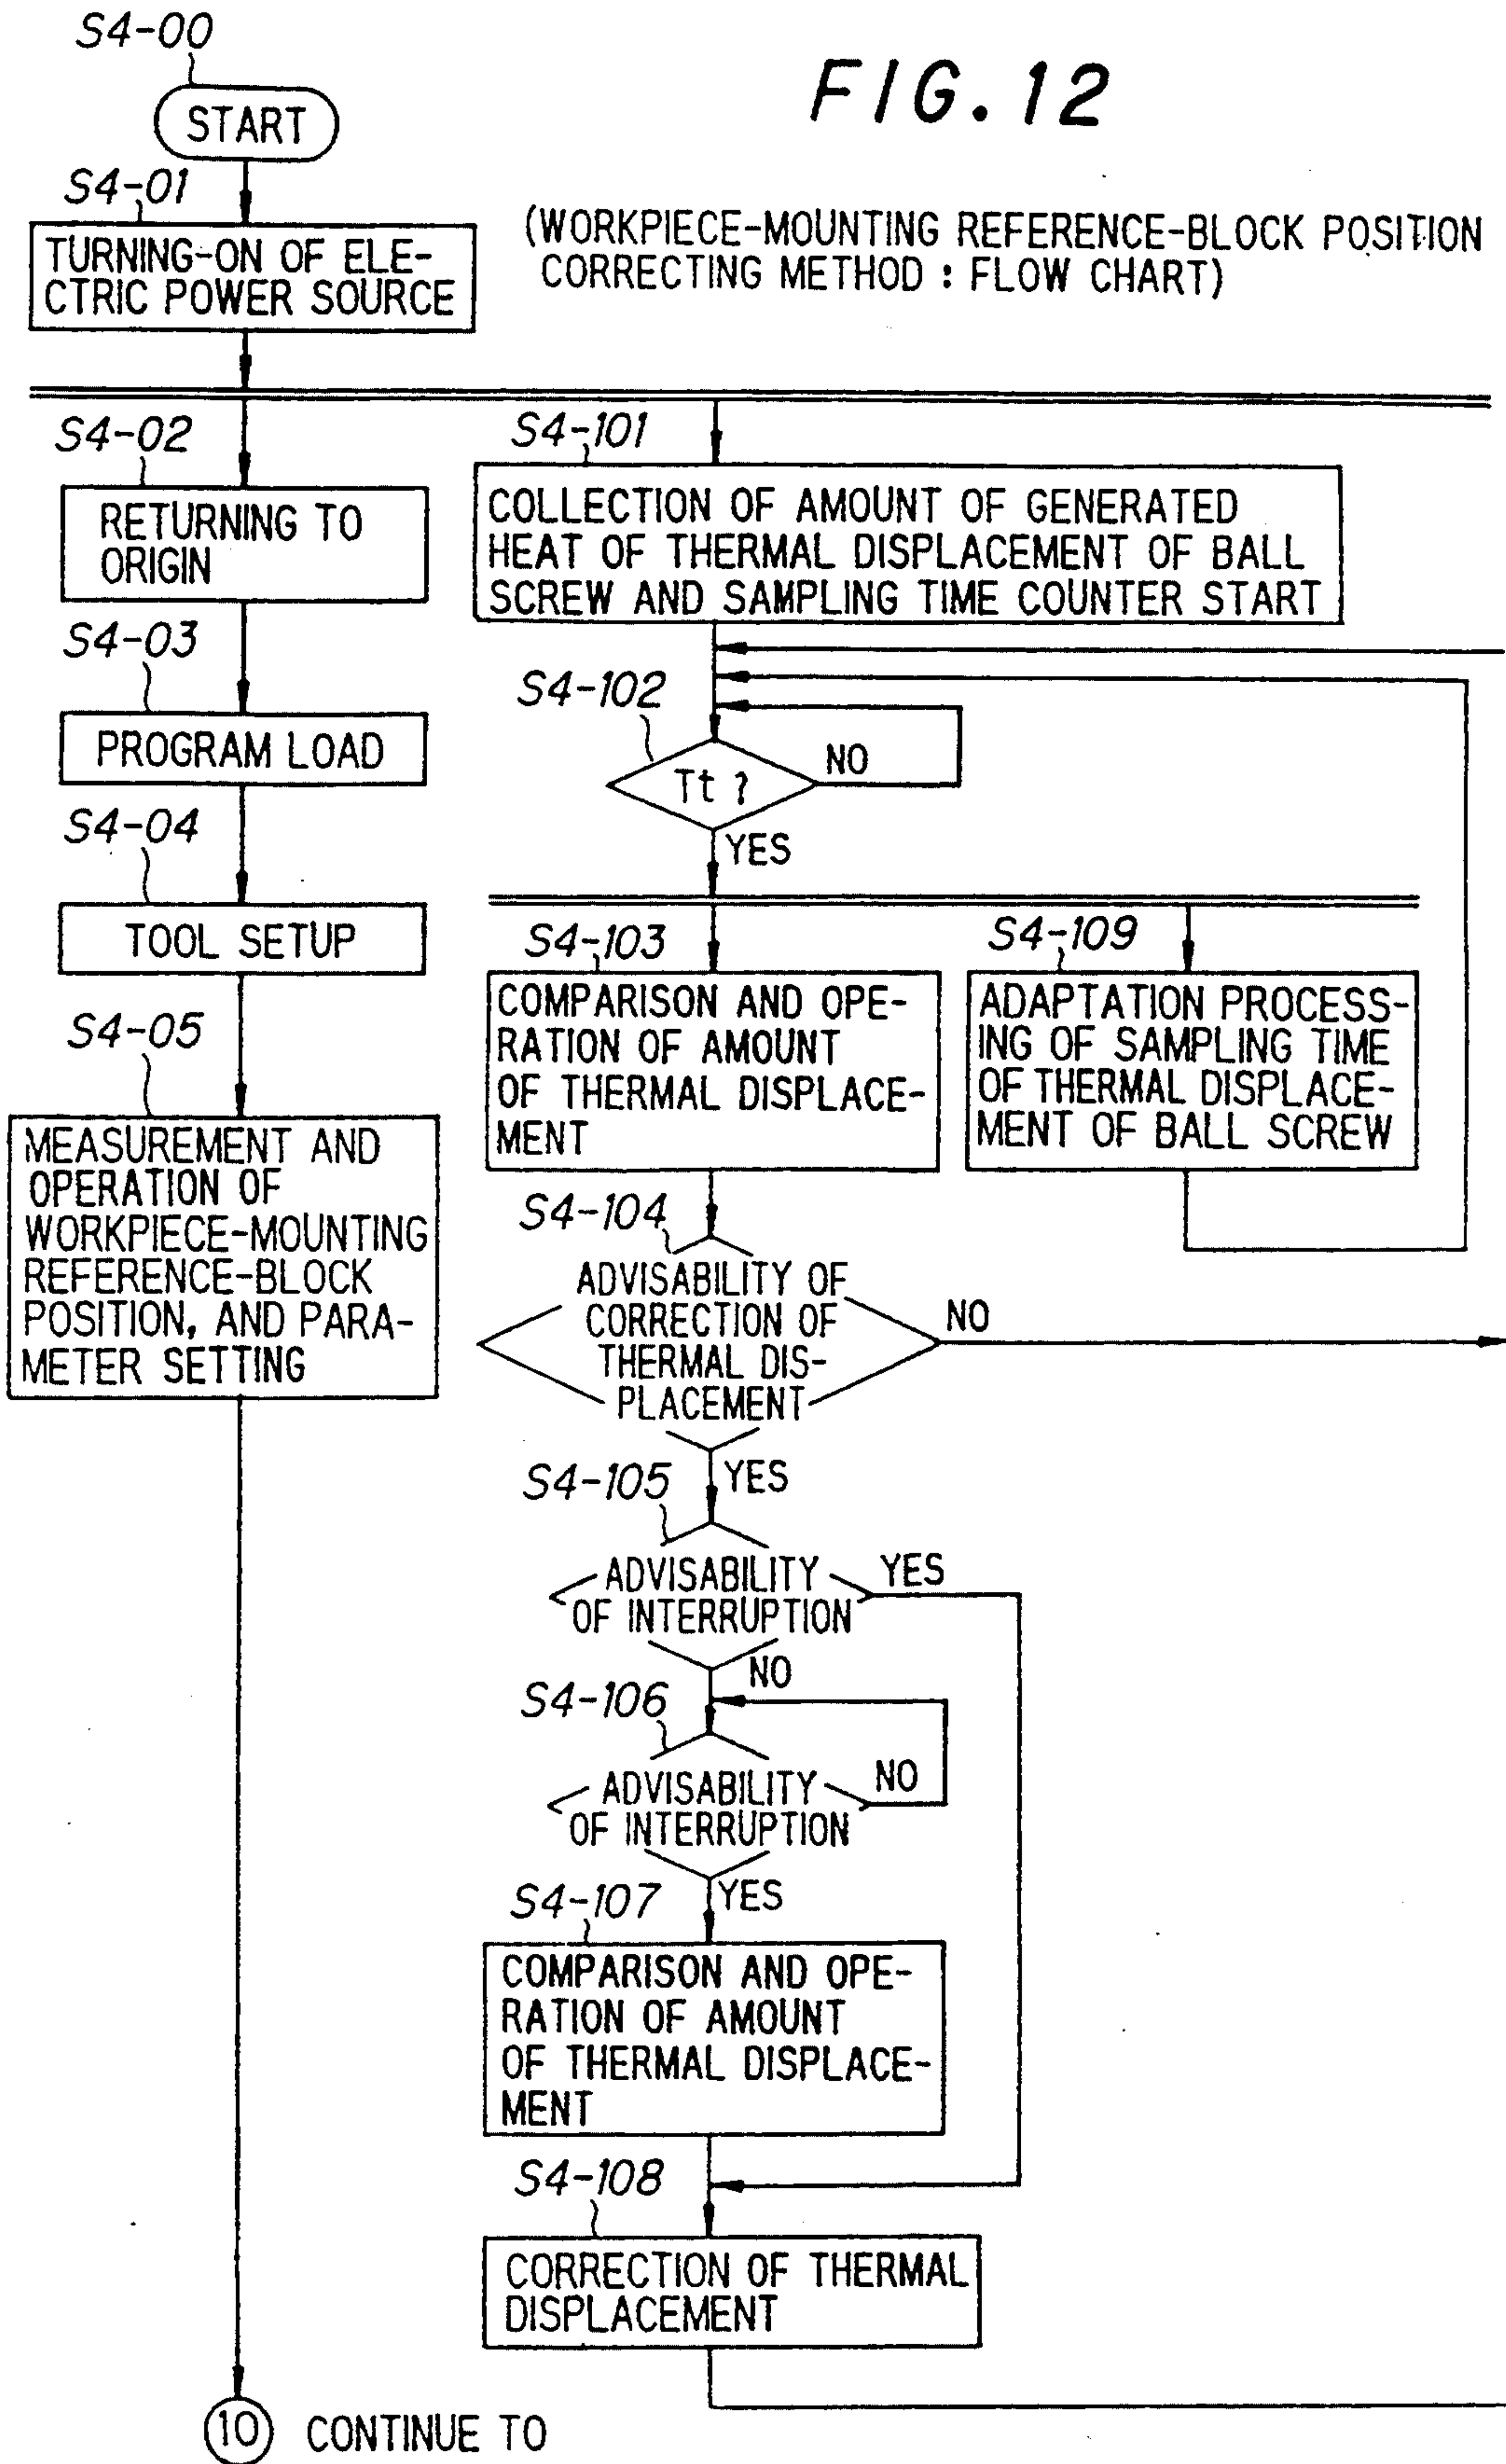 FIG. 12
(WORKPIECE-MOUNTING REFERENCE-BLOCK POSITION
CORRECTING METHOD : FLOW CHART)
S4-00
START
S4-01
TURNING-ON OF ELE-
CTRIC POWER SOURCE
S4-02
RETURNING TO
ORIGIN
S4-03
PROGRAM LOAD
S4-04
TOOL SETUP
S4-05
MEASUREMENT AND
OPERATION OF
WORKPIECE-MOUNTING
REFERENCE-BLOCK
POSITION, AND PARA-
METER SETTING
10 CONTINUE TO
S4-101
COLLECTION OF AMOUNT OF GENERATED
HEAT OF THERMAL DISPLACEMENT OF BALL
SCREW AND SAMPLING TIME COUNTER START
S4-102
Tt ?
NO
YES
S4-103
COMPARISON AND OPE-
RATION OF AMOUNT
OF THERMAL DISPLACE-
MENT
S4-109
ADAPTATION PROCESS-
ING OF SAMPLING TIME
OF THERMAL DISPLACE-
MENT OF BALL SCREW
S4-104
ADVISABILITY OF
CORRECTION OF
THERMAL DIS-
PLACEMENT
NO
YES
S4-105
ADVISABILITY
OF INTERRUPTION
YES
NO
S4-106
ADVISABILITY
OF INTERRUPTION
NO
YES
S4-107
COMPARISON AND OPE-
RATION OF AMOUNT
OF THERMAL DISPLACE-
MENT
S4-108
CORRECTION OF THERMAL
DISPLACEMENT